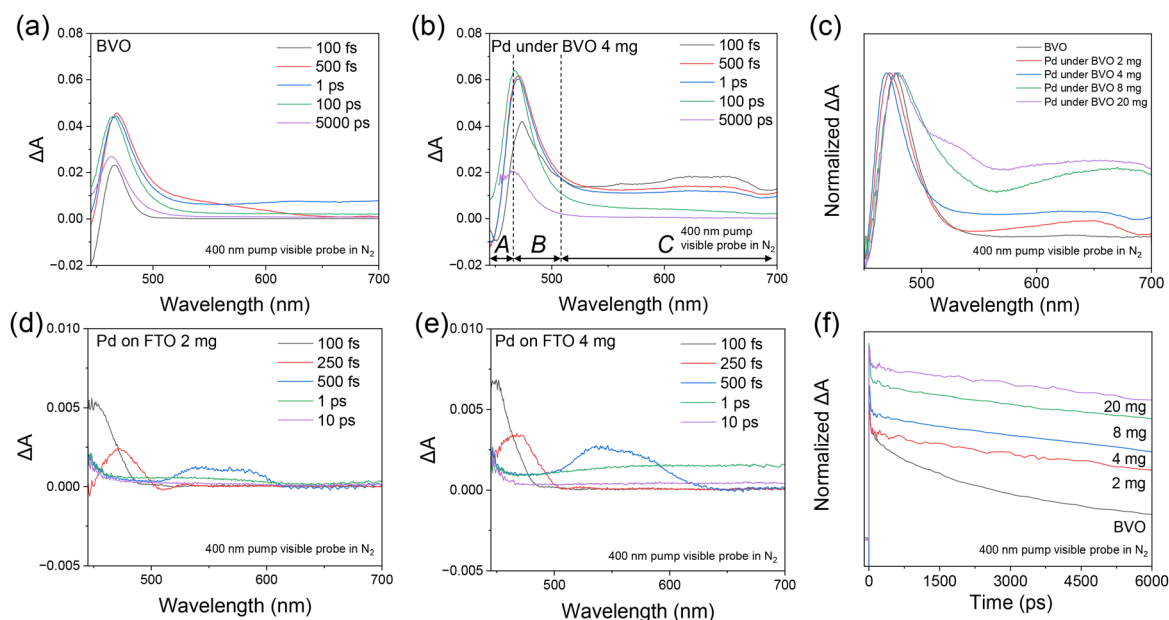 (a)
BVO
100 fs
500 fs
1 ps
100 ps
5000 ps
0.08
0.06
0.04
0.02
0.00
-0.02
ΔA
400 nm pump visible probe in N₂
500
600
700
Wavelength (nm)
(b)
Pd under BVO 4 mg
100 fs
500 fs
1 ps
100 ps
5000 ps
0.08
0.06
0.04
0.02
0.00
0.02
ΔA
400 nm pump
visible probe in N₂
A
B
C
500
600
700
Wavelength (nm)
(c)
BVO
Pd under BVO 2 mg
Pd under BVO 4 mg
Pd under BVO 8 mg
Pd under BVO 20 mg
Normalized ΔA
400 nm pump visible probe in N₂
500
600
700
Wavelength (nm)
(d)
Pd on FTO 2 mg
100 fs
250 fs
500 fs
1 ps
10 ps
0.010
0.005
0.000
-0.005
ΔA
400 nm pump visible probe in N₂
500
600
700
Wavelength (nm)
(e)
Pd on FTO 4 mg
100 fs
250 fs
500 fs
1 ps
10 ps
0.010
0.005
0.000
-0.005
ΔA
400 nm pump visible probe in N₂
500
600
700
Wavelength (nm)
(f)
Normalized ΔA
20 mg
8 mg
4 mg
2 mg
BVO
400 nm pump visible probe in N₂
0
1500
3000
4500
6000
Time (ps)